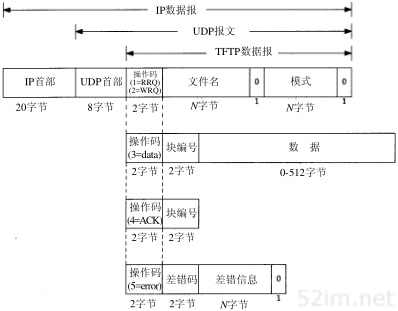 IP数据报
UDP报文
TFTP数据报
IP首部 UDP首部 操作码 (1=RRQ) (2=WRQ) 文件名 0 模式 0
20字节 8字节 2字节 N字节 1 N字节 1
操作码 (3=data) 块编号 数 据
2字节 2字节 0-512字节
操作码 (4=ACK) 块编号
2字节 2字节
操作码 (5=error) 差错码 差错信息 0
2字节 2字节 N字节 1
52im.net